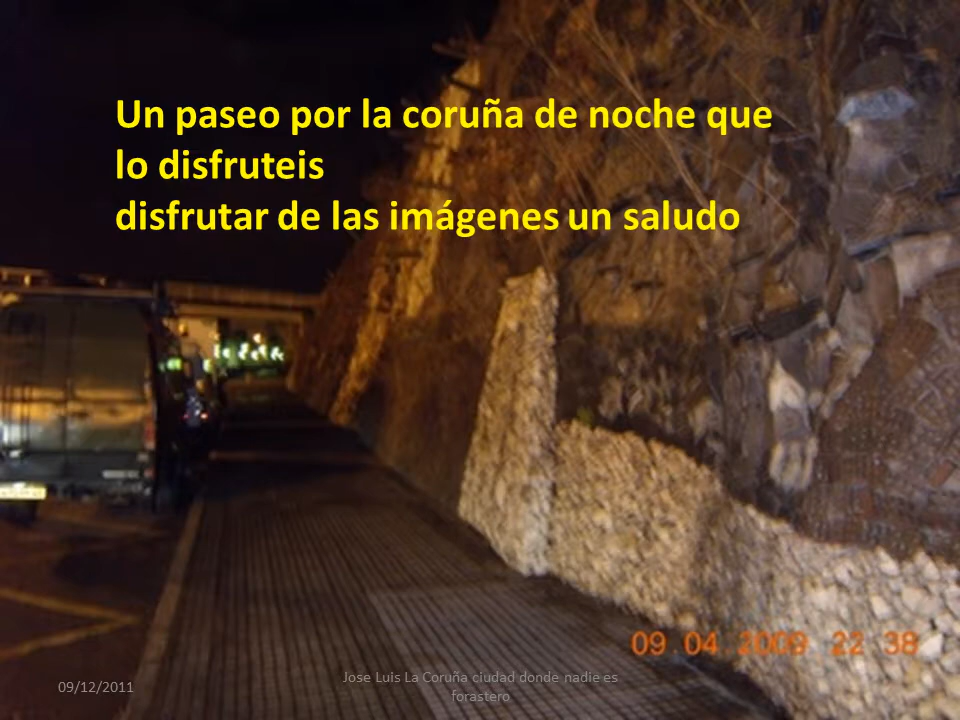 Un paseo por la coruña de noche que
lo disfruteis
disfrutar de las imágenes un saludo
09 04 2009 22 38
09/12/2011
Jose Luis La Coruña ciudad donde nadie es
forastero